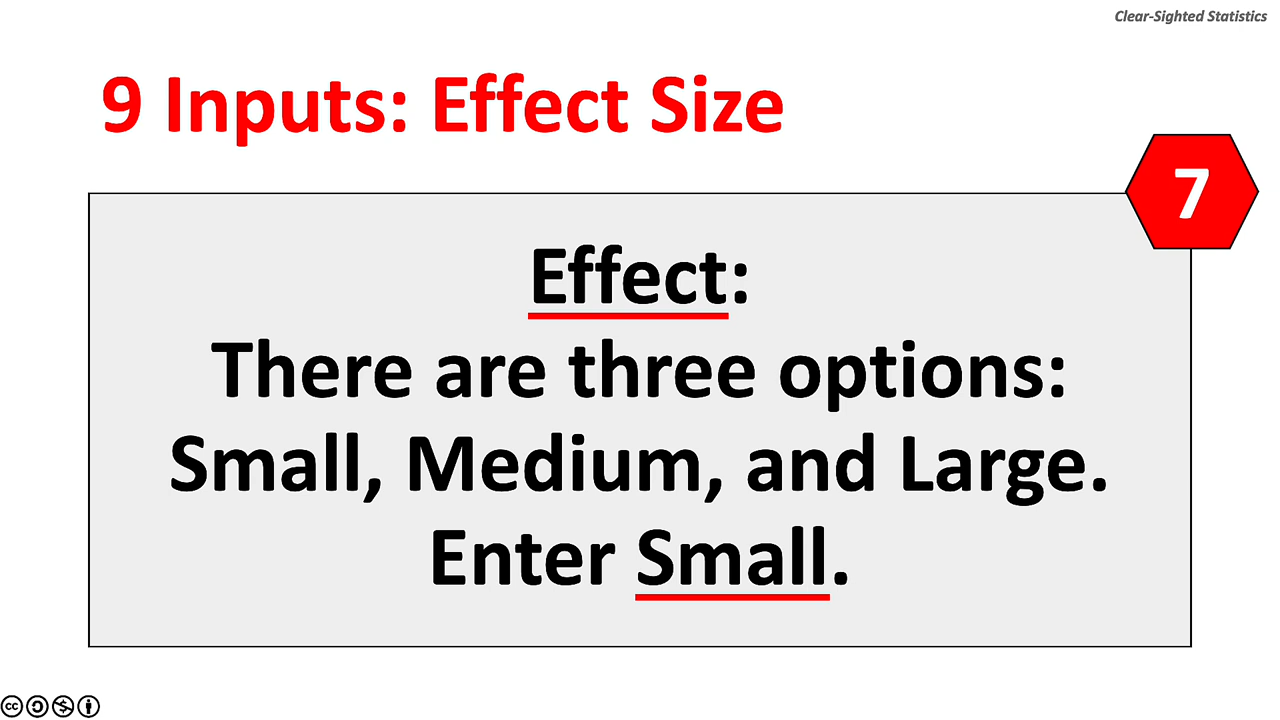 Clear-Sighted Statistics
9 Inputs: Effect Size
7
Effect:
There are three options:
Small, Medium, and Large.
Enter Small.